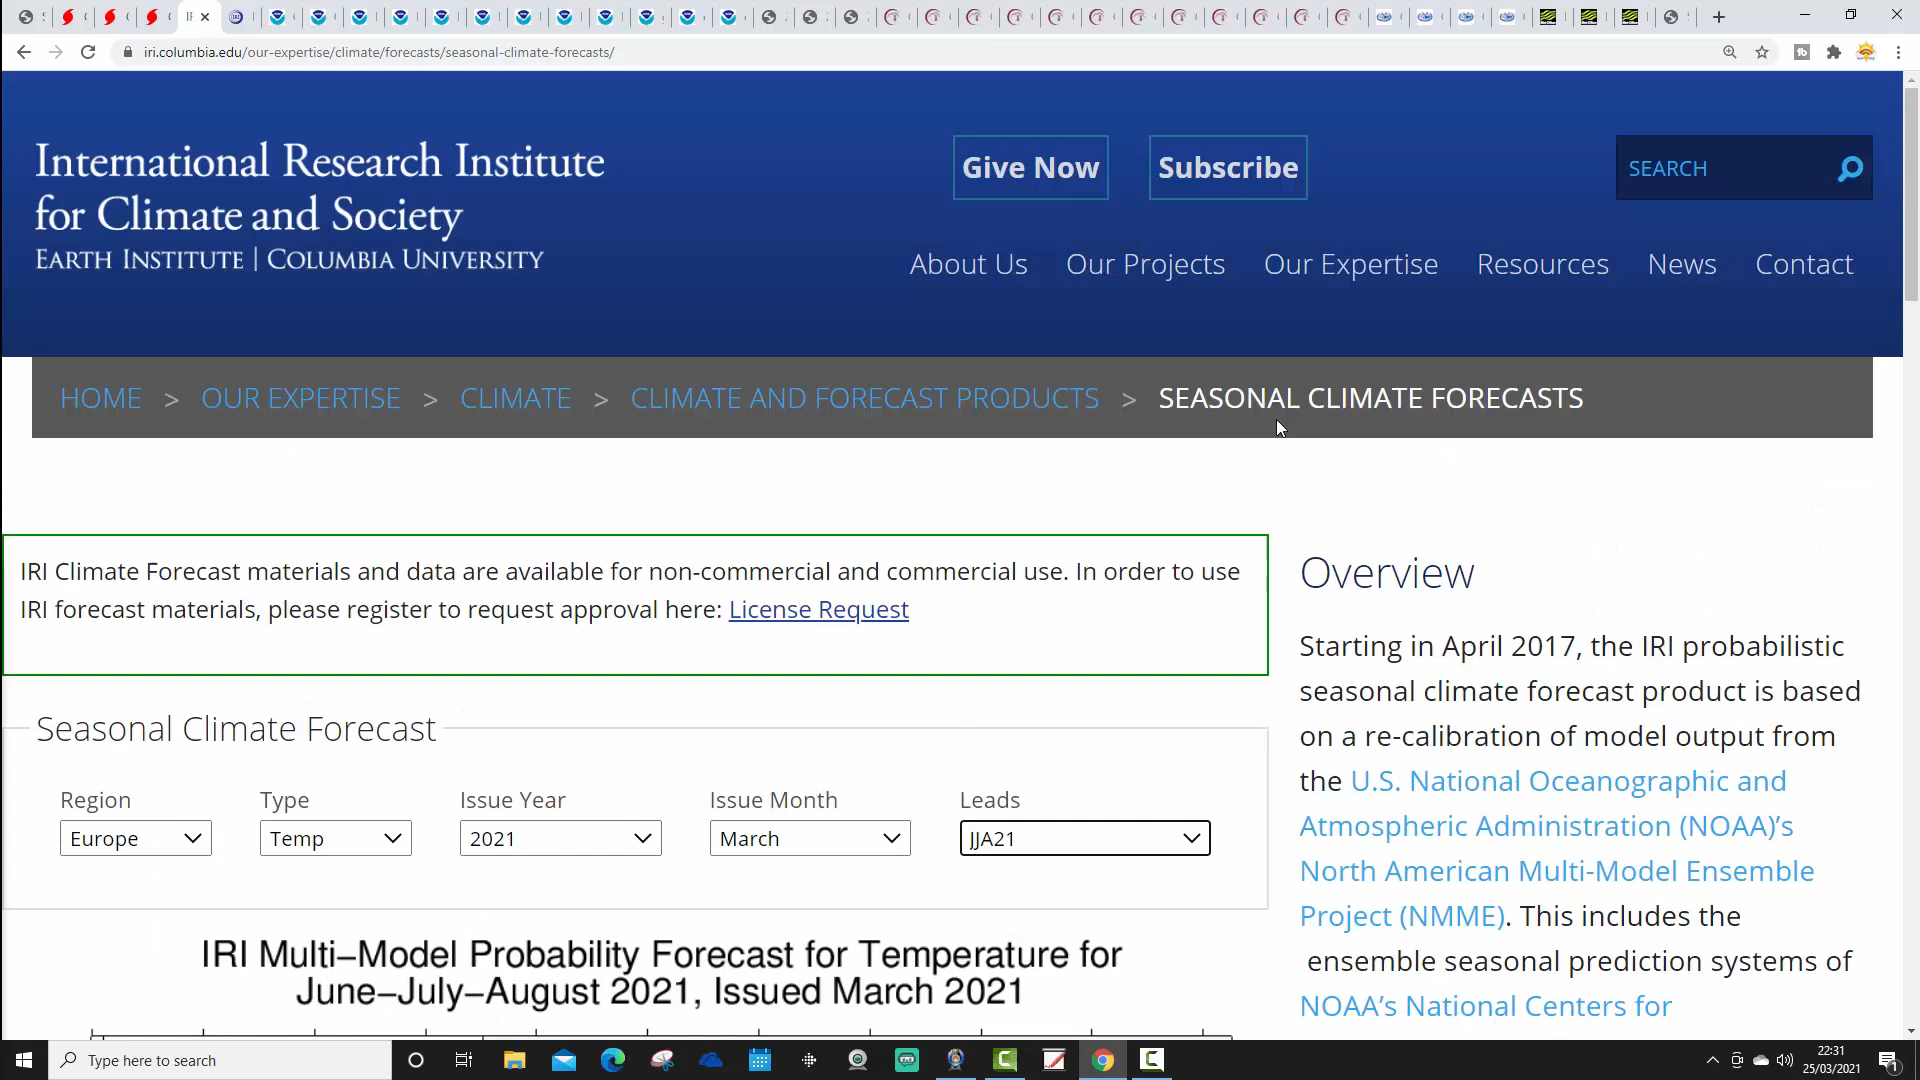 iri.columbia.edu/our-expertise/climate/forecasts/seasonal-climate-forecasts/
International Research Institute
for Climate and Society
EARTH INSTITUTE | COLUMBIA UNIVERSITY
Give Now
Subscribe
SEARCH
About Us
Our Projects
Our Expertise
Resources
News
Contact
HOME > OUR EXPERTISE > CLIMATE > CLIMATE AND FORECAST PRODUCTS > SEASONAL CLIMATE FORECASTS
IRI Climate Forecast materials and data are available for non-commercial and commercial use. In order to use
IRI forecast materials, please register to request approval here: License Request
Seasonal Climate Forecast
Region
Type
Issue Year
Issue Month
Leads
Europe
Temp
2021
March
JJA21
IRI Multi-Model Probability Forecast for Temperature for
June-July-August 2021, Issued March 2021
Overview
Starting in April 2017, the IRI probabilistic
seasonal climate forecast product is based
on a re-calibration of model output from
the U.S. National Oceanographic and
Atmospheric Administration (NOAA)'s
North American Multi-Model Ensemble
Project (NMME). This includes the
ensemble seasonal prediction systems of
NOAA's National Centers for
Type here to search
22:31
25/03/2021